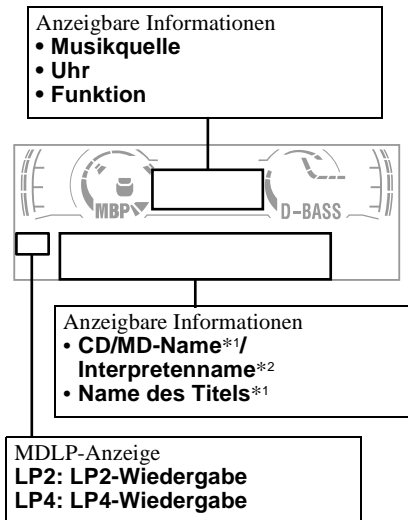 Anzeigbare Informationen
• Musikquelle
• Uhr
• Funktion
MBP
D-BASS
Anzeigbare Informationen
• CD/MD-Name*1/
Interpretenname*2
• Name des Titels*1
MDLP-Anzeige
LP2: LP2-Wiedergabe
LP4: LP4-Wiedergabe